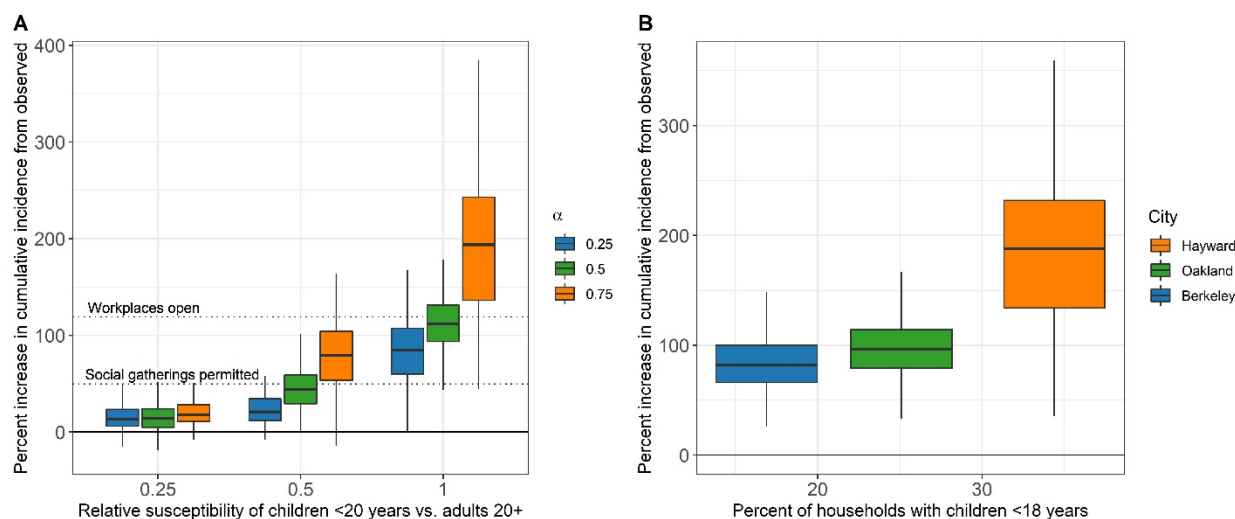 A
Percent increase in cumulative incidence from observed
400
300
200
100
0
Workplaces open
Social gatherings permitted
0.25
0.5
1
Relative susceptibility of children <20 years vs. adults 20+
α
0.25
0.5
0.75
B
Percent increase in cumulative incidence from observed
300
200
100
0
20
30
Percent of households with children <18 years
City
Hayward
Oakland
Berkeley